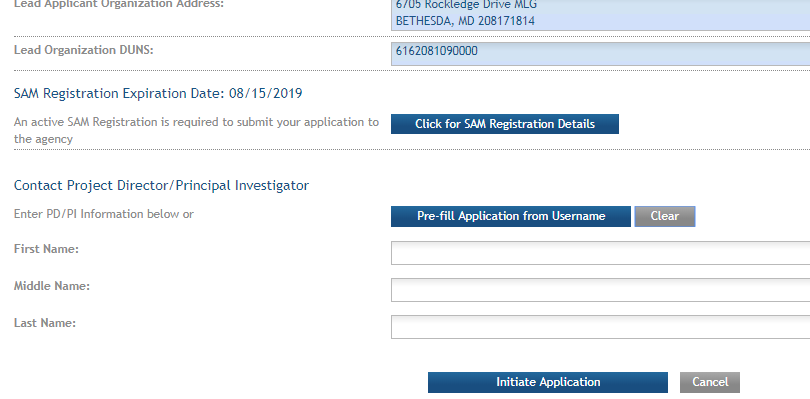 Lead Applicant Organization Address:
6705 Rockledge Drive MLG
BETHESDA, MD 208171814
Lead Organization DUNS:
6162081090000
SAM Registration Expiration Date: 08/15/2019
An active SAM Registration is required to submit your application to
the agency
Click for SAM Registration Details
Contact Project Director/Principal Investigator
Enter PD/PI Information below or
Pre-fill Application from Username
Clear
First Name:
Middle Name:
Last Name:
Initiate Application
Cancel